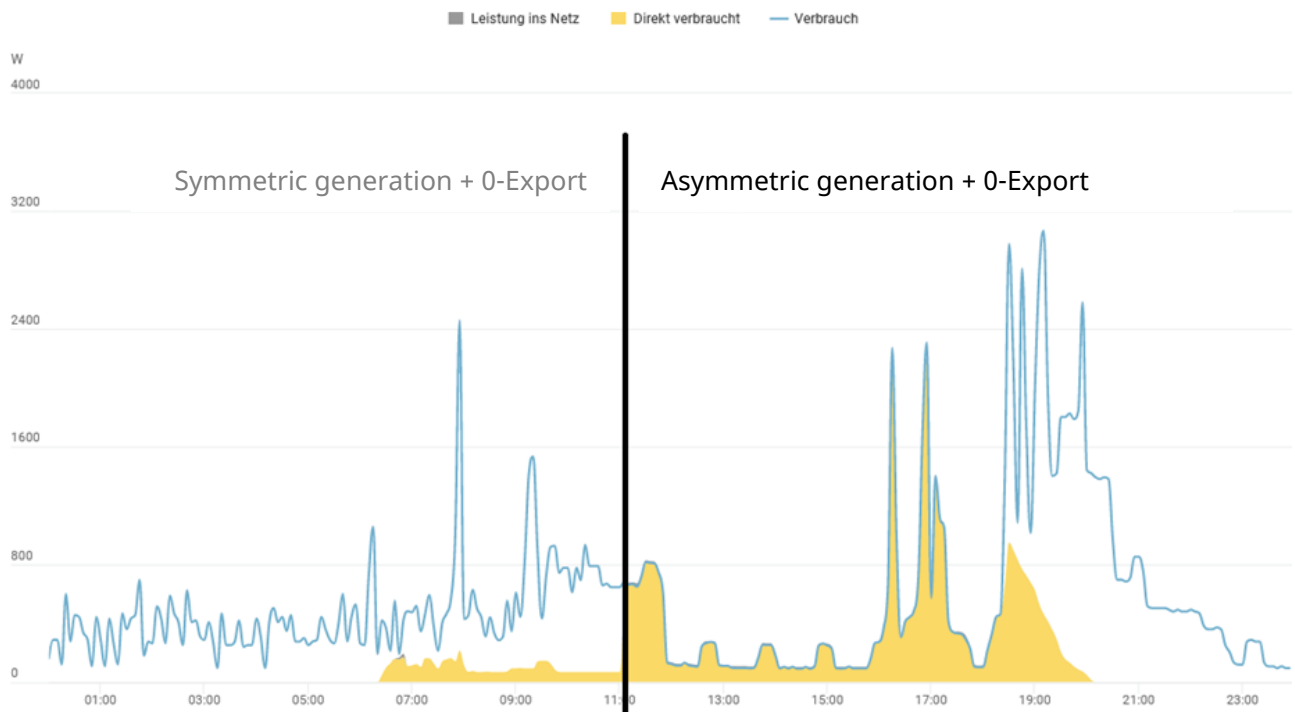 Leistung ins Netz Direkt verbraucht Verbrauch
W
4000
Symmetric generation + 0-Export Asymmetric generation + 0-Export
3200
2400
1600
800
0
01:00 03:00 05:00 07:00 09:00 11:00 13:00 15:00 17:00 19:00 21:00 23:00